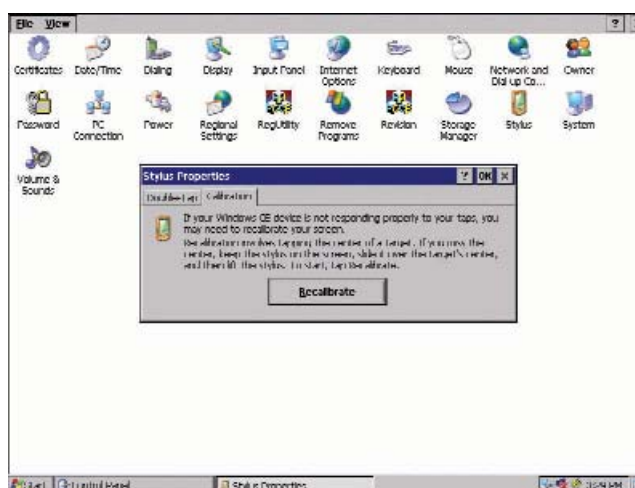 File View ?
Certificates Date/Time Dialing Display Input Panel Internet Options Keyboard Mouse Network and Dial-up Co... Owner
Password PC Connection Power Regional Settings RegUtility Remove Programs Revision Storage Manager Stylus System
Volume & Sounds
Stylus Properties ? OK ×
Double-Tap Calibration
If your Windows CE device is not responding properly to your taps, you
may need to recalibrate your screen.
Recalibration involves tapping the center of a target. If you miss the
center, keep the stylus on the screen, slide it over the target's center,
and then lift the stylus. To start, tap Recalibrate.
Recalibrate
Start Control Panel Stylus Properties 3:24 PM